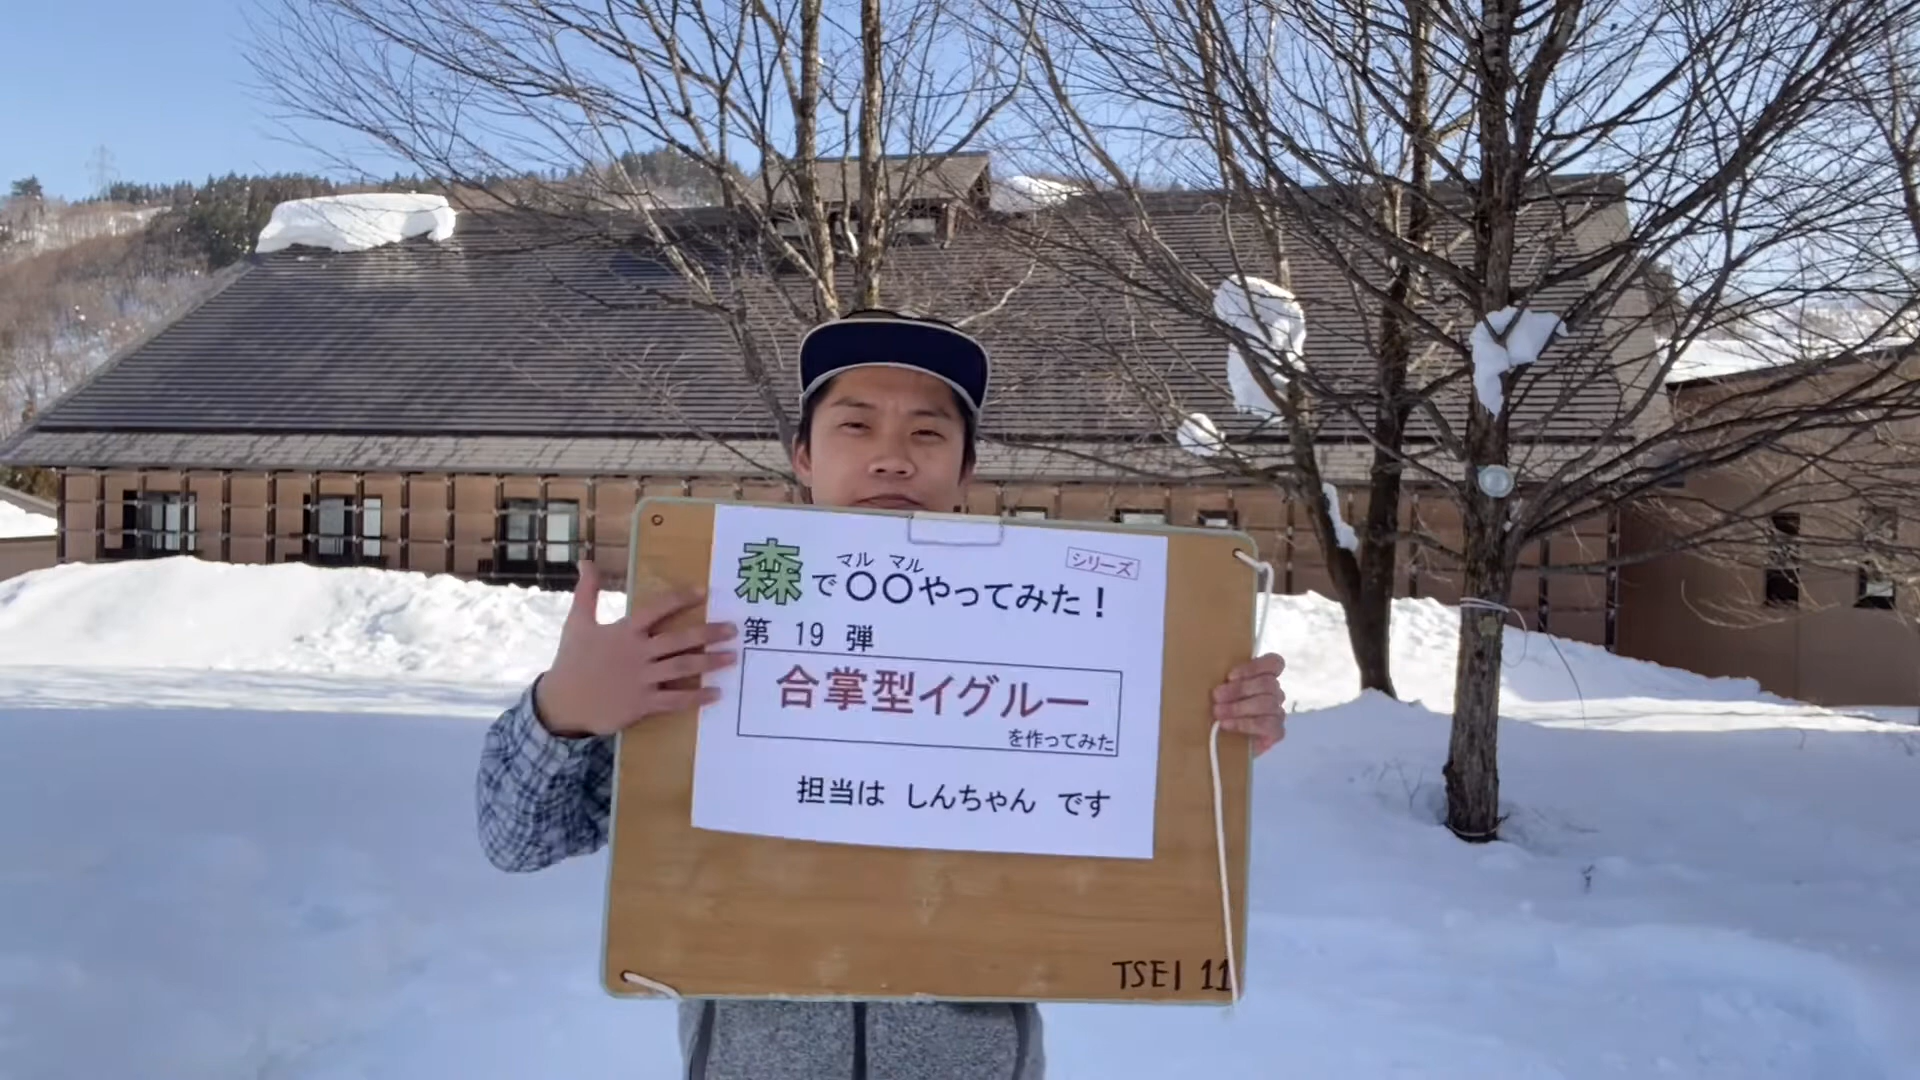 シリーズ
マル マル
森で〇〇やってみた！
第 19 弾
合掌型イグルー
を作ってみた
担当は しんちゃん です
TSEI 11